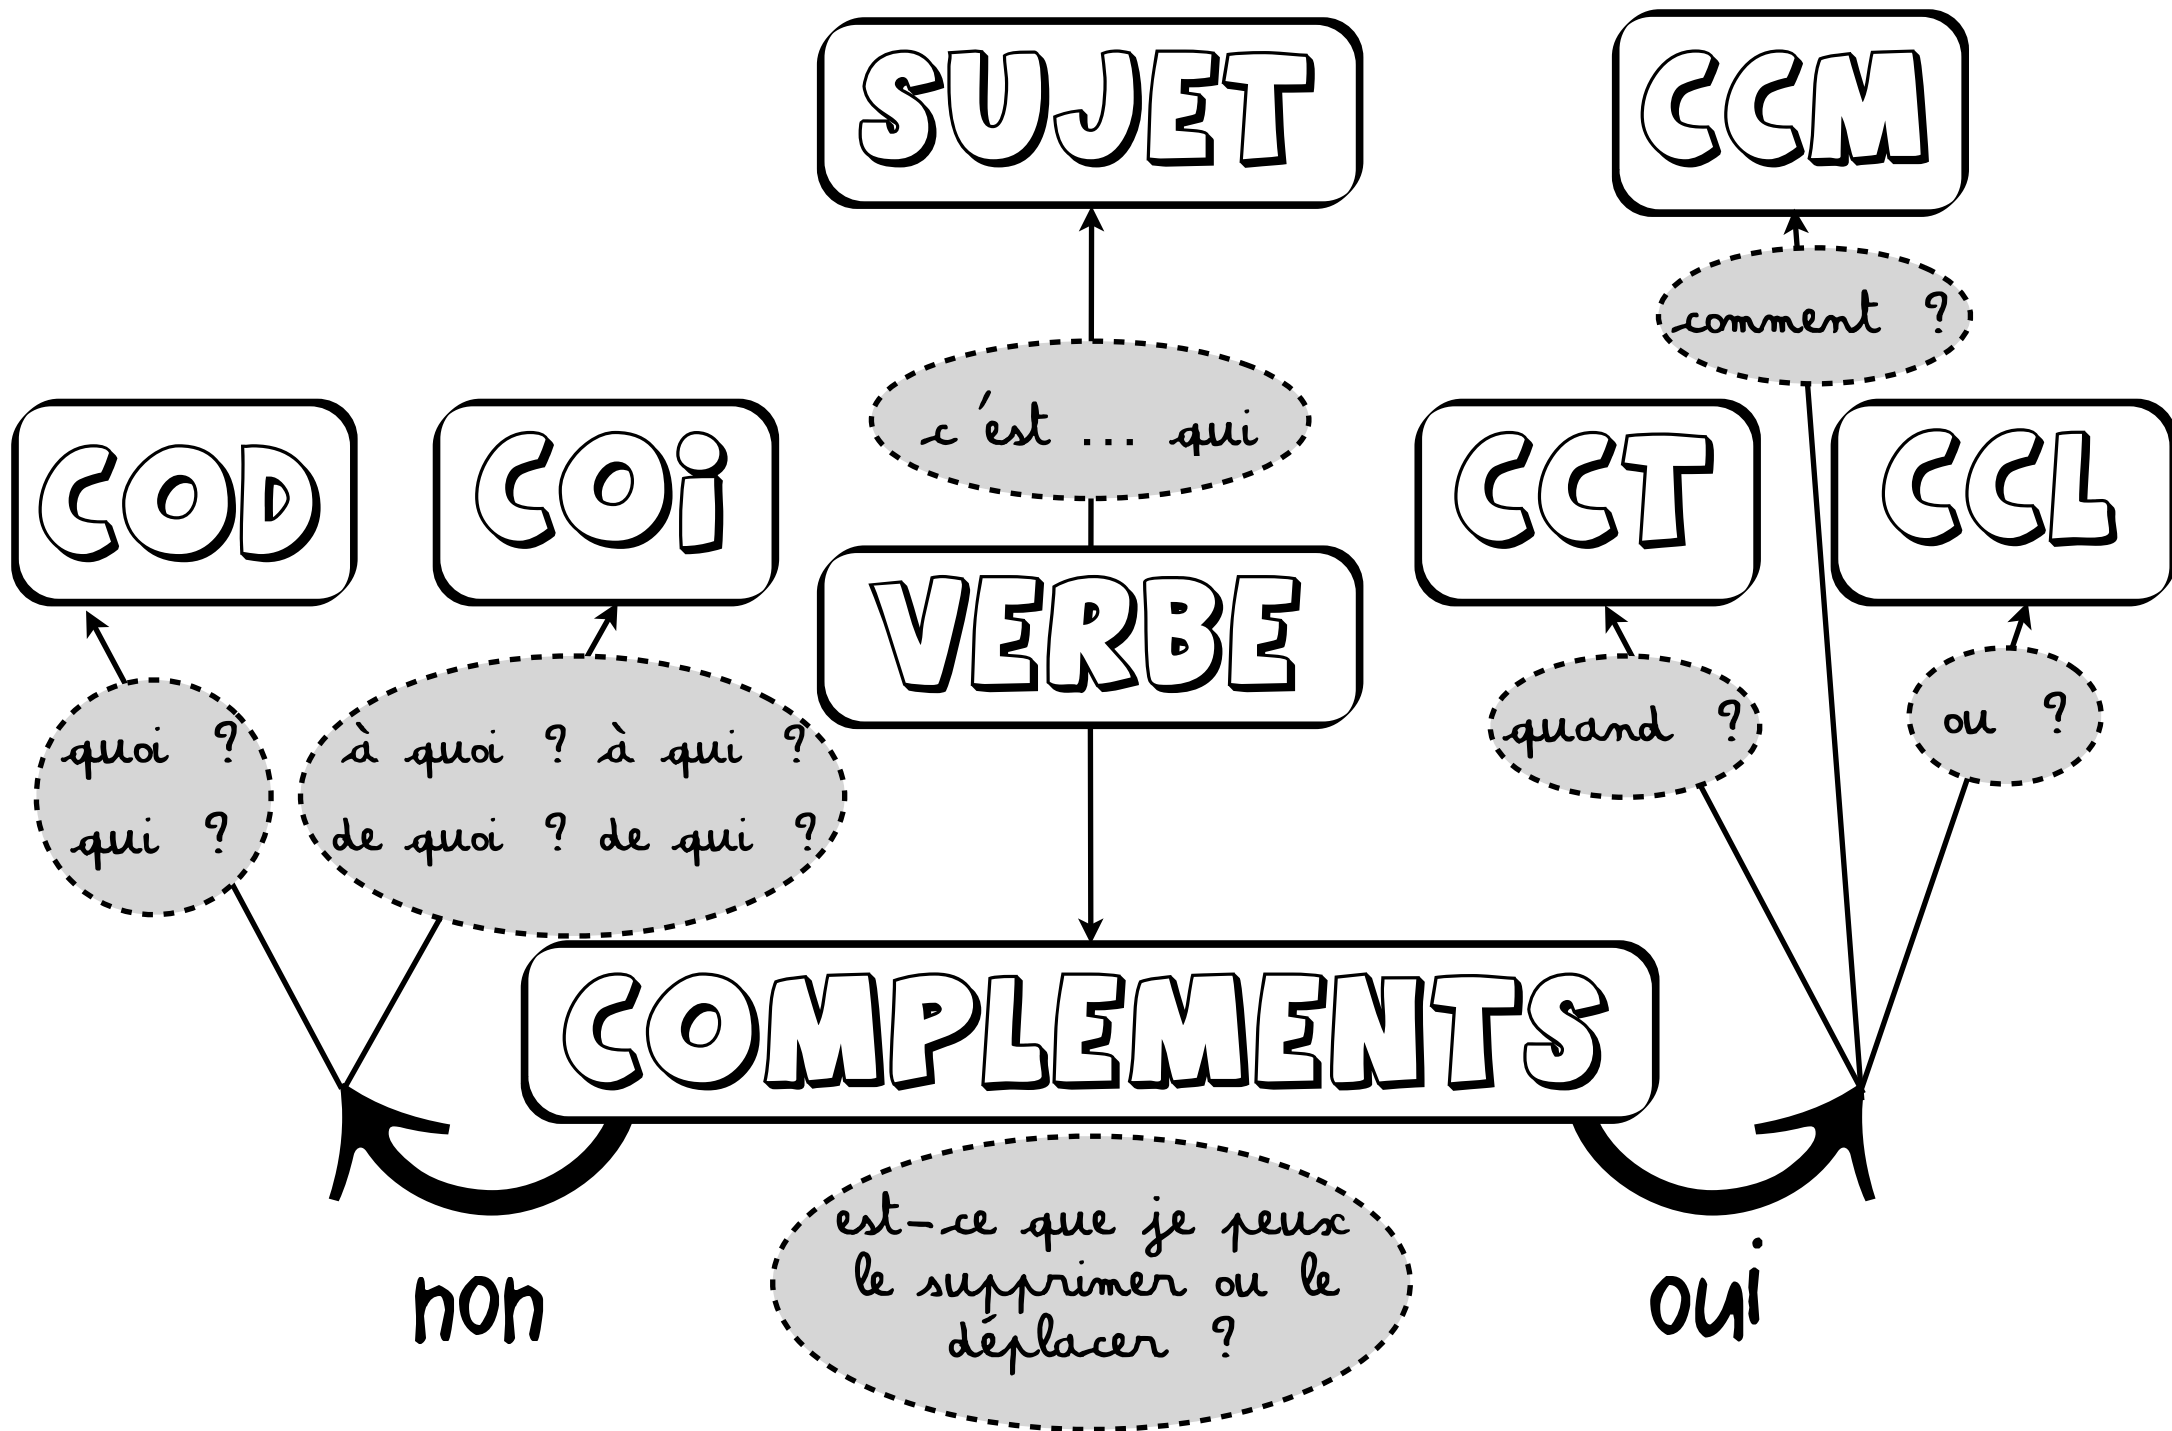 SUJET
CCM
comment ?
c'est ... qui
COD
COi
CCT
CCL
VERBE
quoi ?
qui ?
à quoi ? à qui ?
de quoi ? de qui ?
quand ?
ou ?
COMPLEMENTS
est-ce que je peux
le supprimer ou le
déplacer ?
non
oui